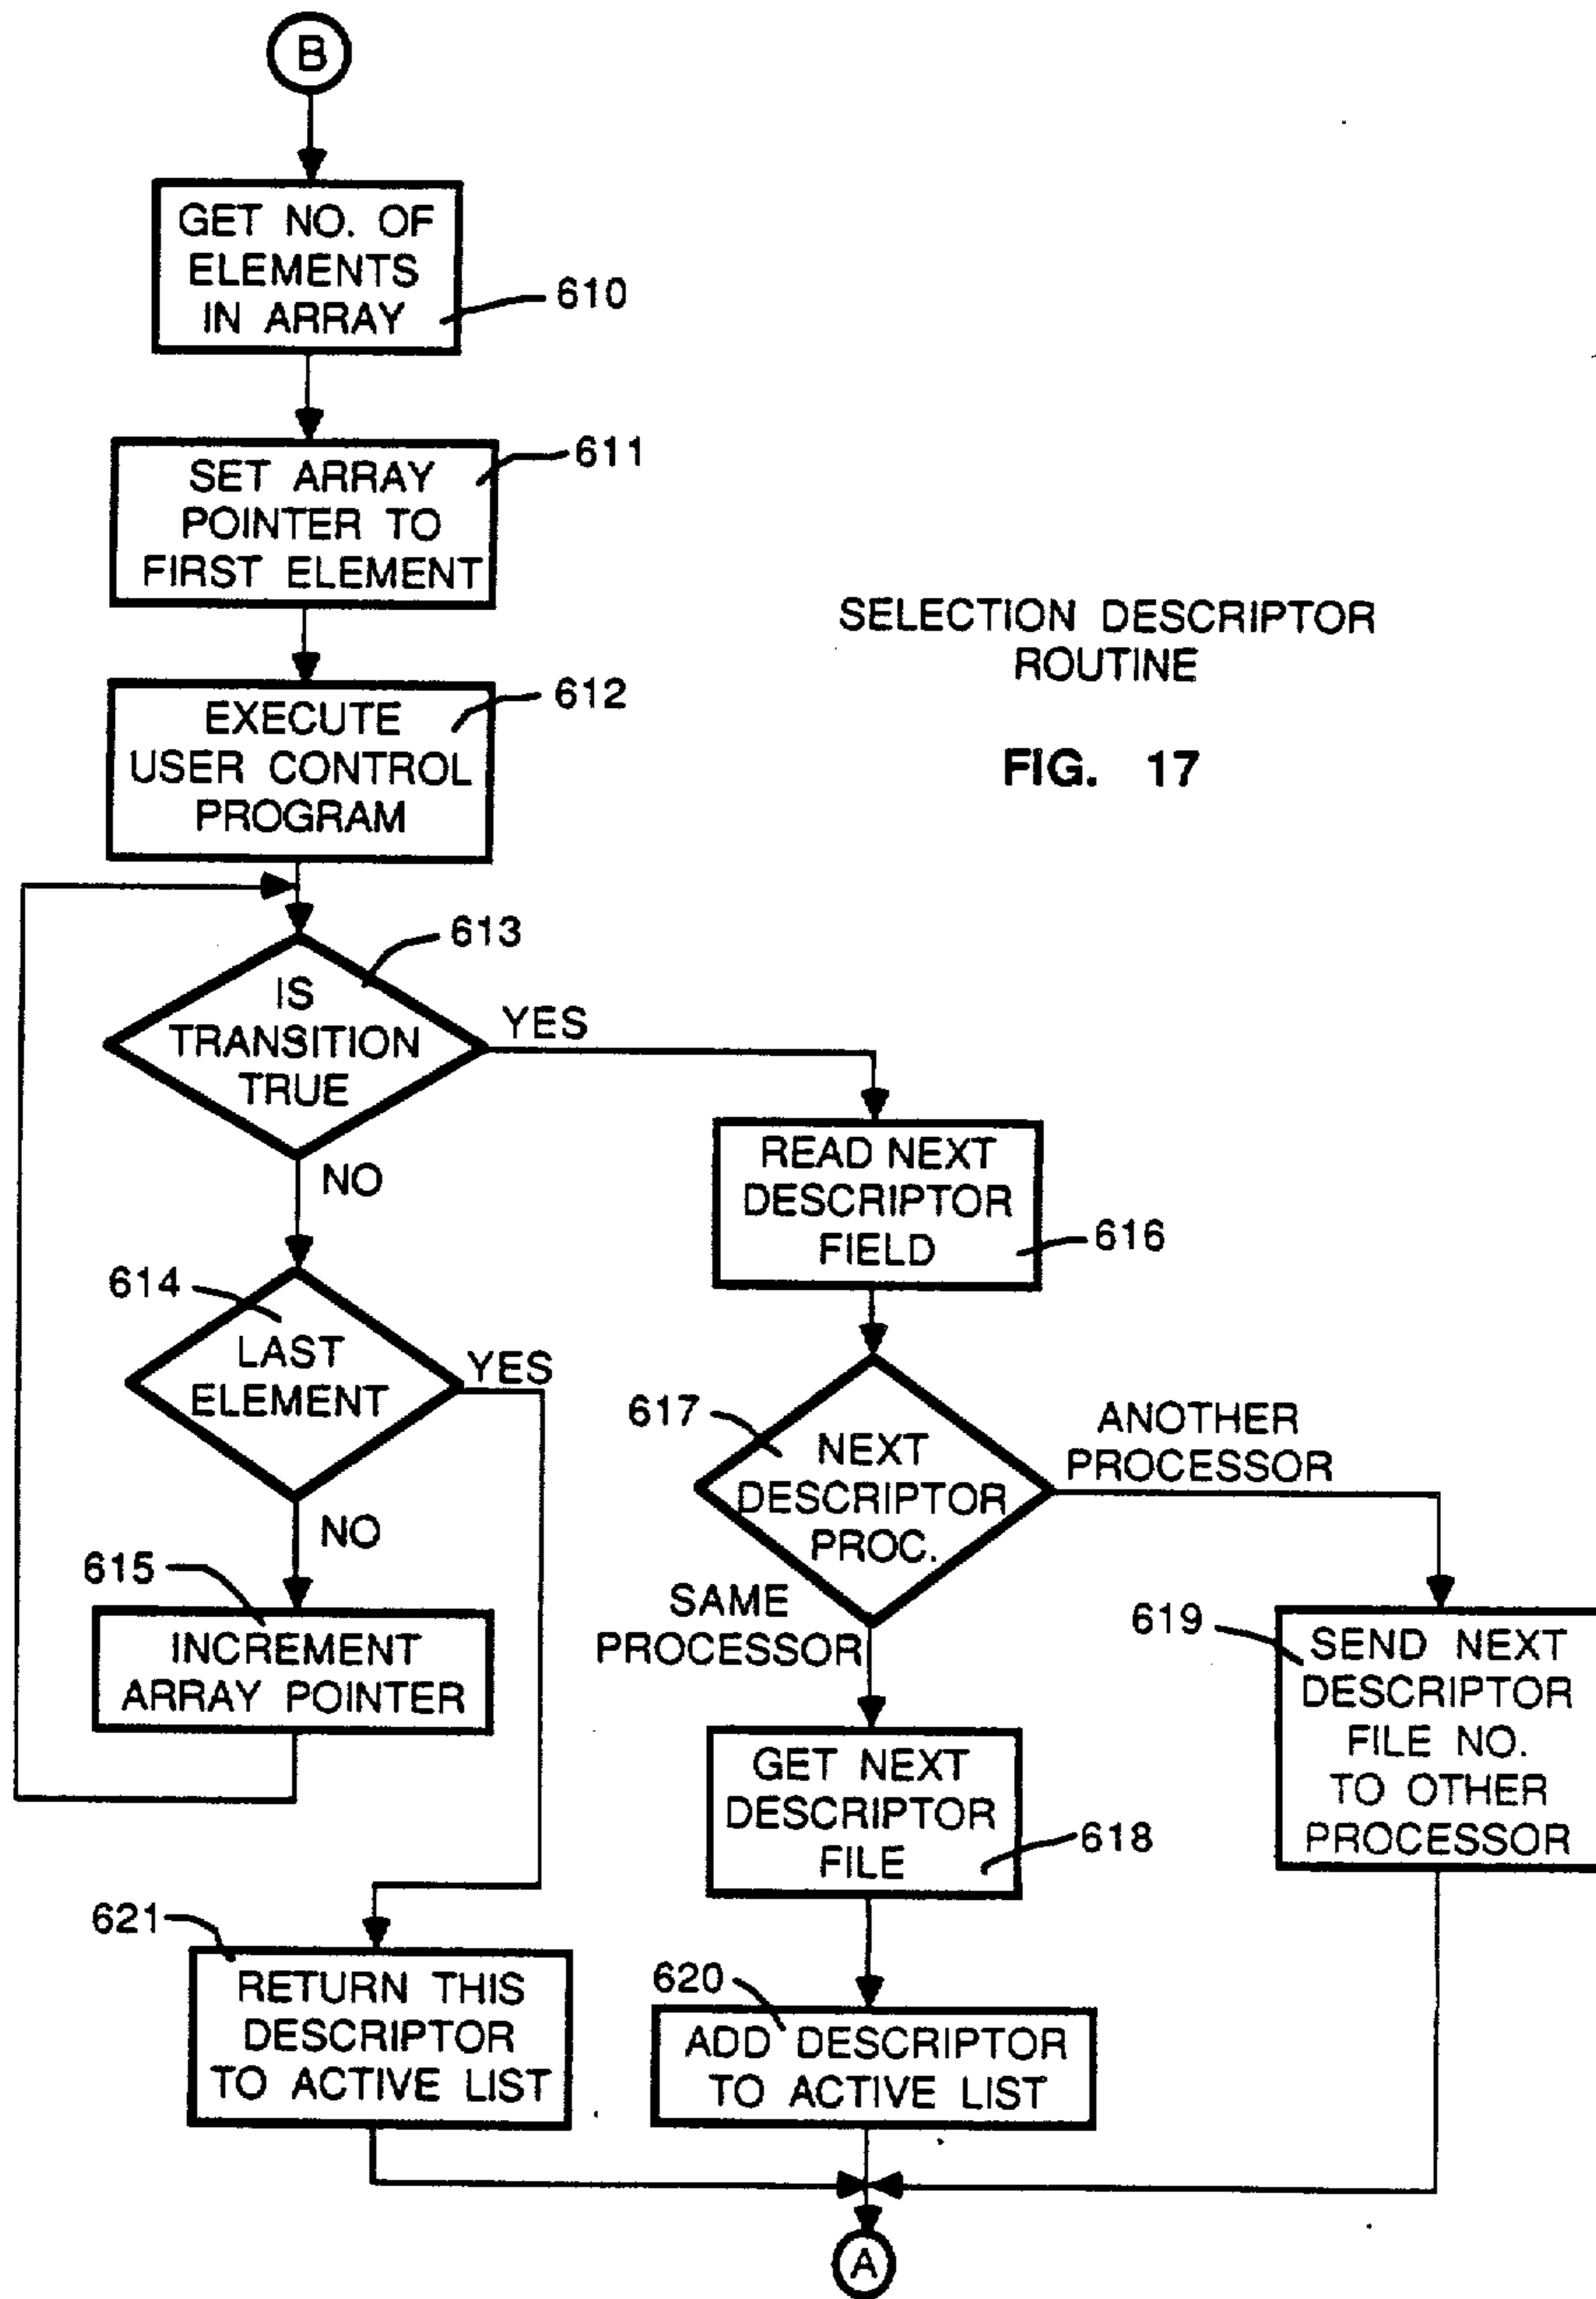 B
GET NO. OF
ELEMENTS
IN ARRAY
610
SET ARRAY
POINTER TO
FIRST ELEMENT
611
SELECTION DESCRIPTOR
ROUTINE
FIG. 17
EXECUTE
USER CONTROL
PROGRAM
612
IS
TRANSITION
TRUE
613
YES
NO
READ NEXT
DESCRIPTOR
FIELD
616
614
LAST
ELEMENT
YES
NO
617
NEXT
DESCRIPTOR
PROC.
ANOTHER
PROCESSOR
SAME
PROCESSOR
615
INCREMENT
ARRAY POINTER
619
SEND NEXT
DESCRIPTOR
FILE NO.
TO OTHER
PROCESSOR
GET NEXT
DESCRIPTOR
FILE
618
621
RETURN THIS
DESCRIPTOR
TO ACTIVE LIST
620
ADD DESCRIPTOR
TO ACTIVE LIST
A